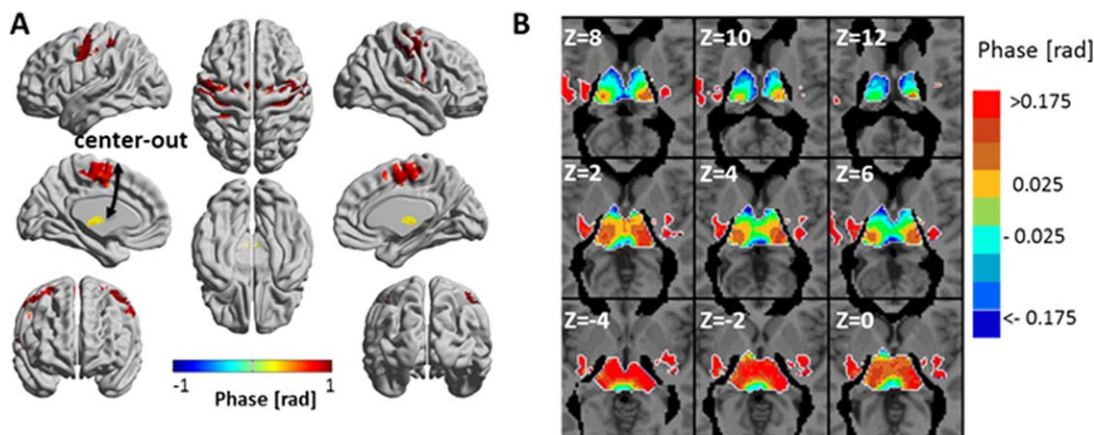 A
center-out
-1
1
Phase [rad]
B
Z=8
Z=10
Z=12
Z=2
Z=4
Z=6
Z=-4
Z=-2
Z=0
Phase [rad]
>0.175
0.025
- 0.025
<- 0.175